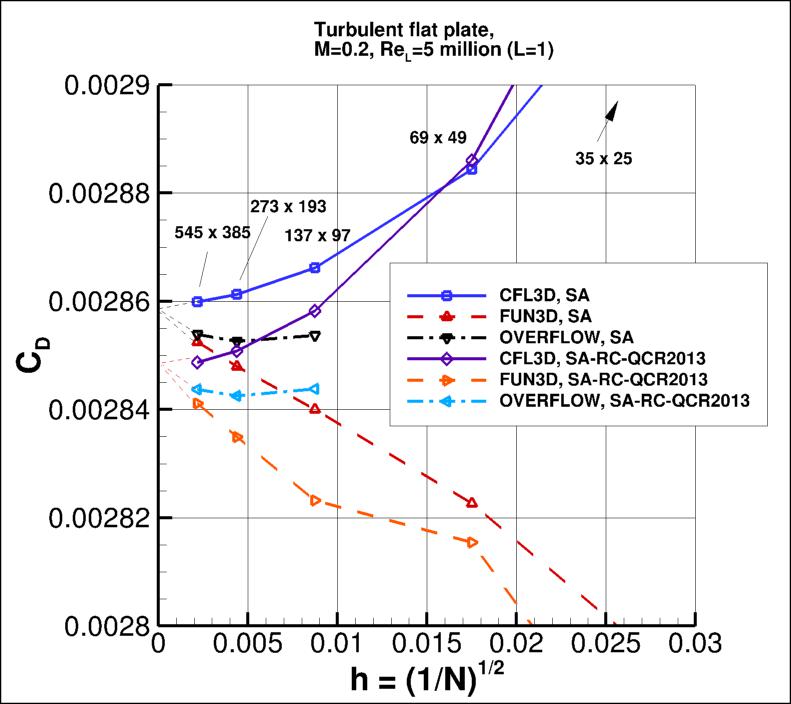 Turbulent flat plate,
M=0.2, ReL=5 million (L=1)
0.0029
0.00288
0.00286
0.00284
0.00282
0.0028
CD
69 x 49
35 x 25
273 x 193
545 x 385
137 x 97
CFL3D, SA
FUN3D, SA
OVERFLOW, SA
CFL3D, SA-RC-QCR2013
FUN3D, SA-RC-QCR2013
OVERFLOW, SA-RC-QCR2013
0 0.005 0.01 0.015 0.02 0.025 0.03
h = (1/N)1/2